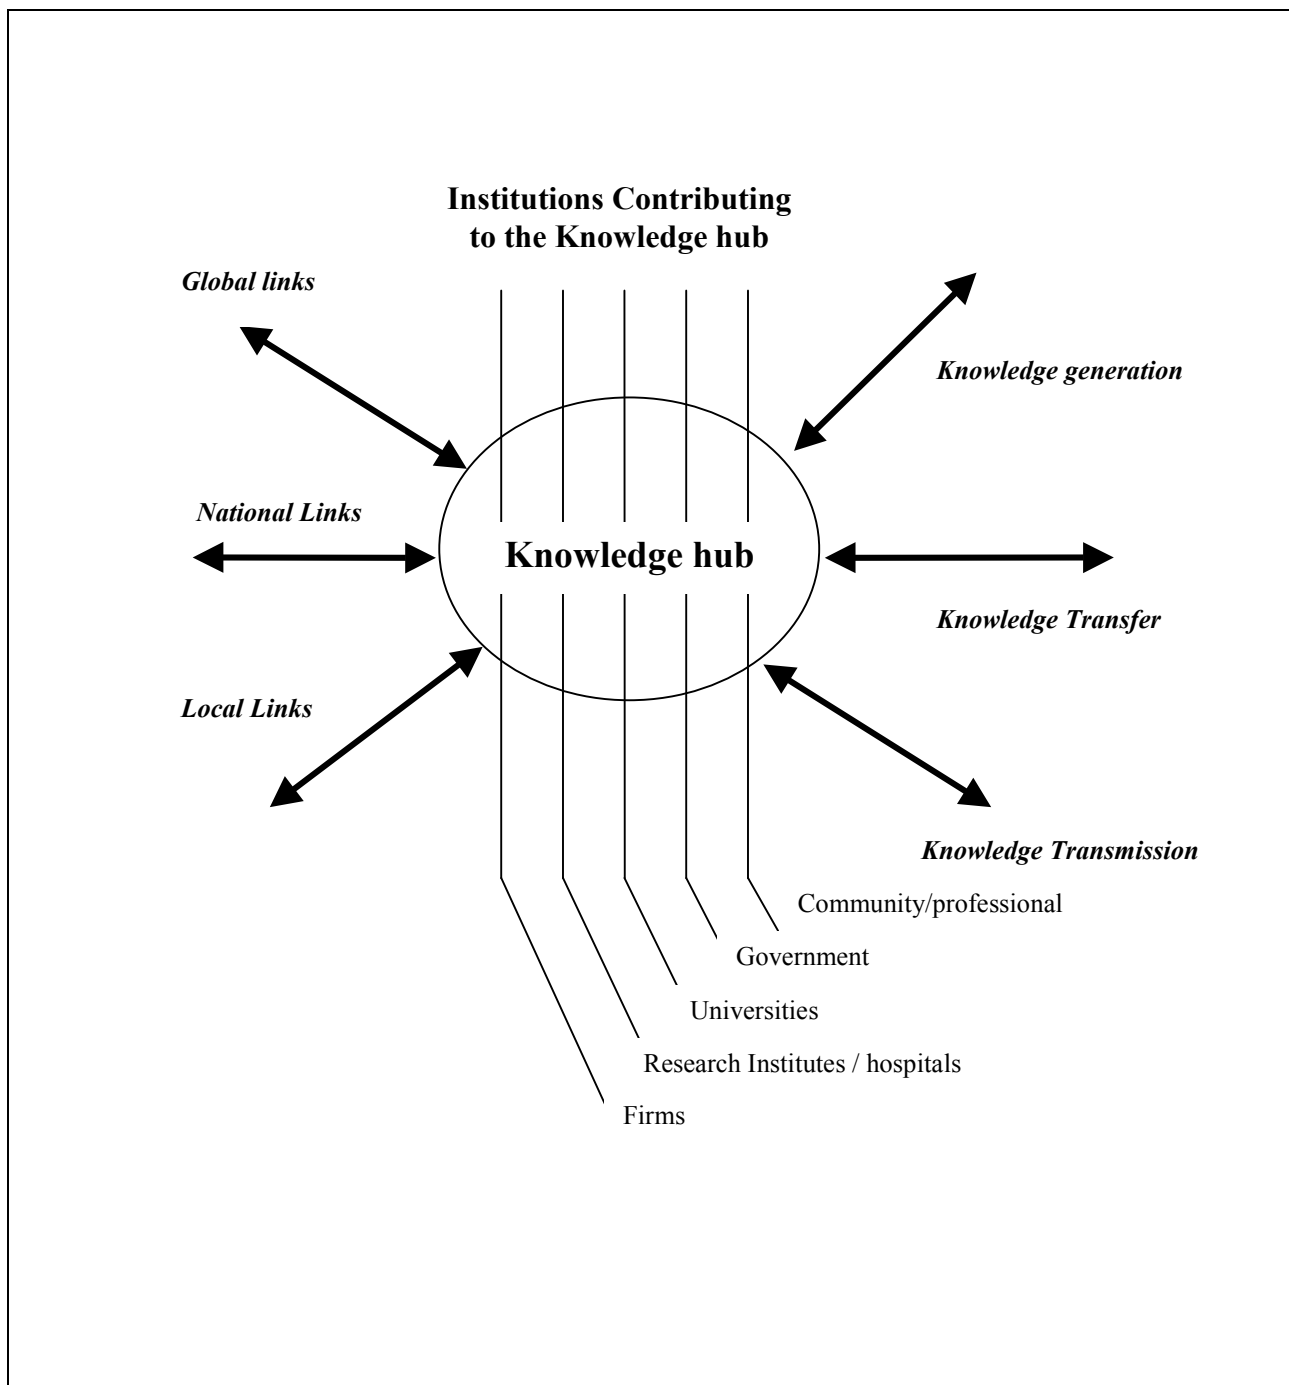 Institutions Contributing
to the Knowledge hub
Global links
Knowledge generation
National Links
Knowledge hub
Knowledge Transfer
Local Links
Knowledge Transmission
Community/professional
Government
Universities
Research Institutes / hospitals
Firms